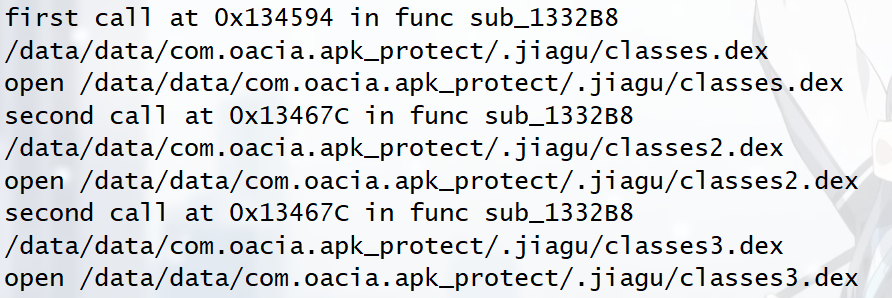 first call at 0x134594 in func sub_1332B8
/data/data/com.oacia.apk_protect/.jiagu/classes.dex
open /data/data/com.oacia.apk_protect/.jiagu/classes.dex
second call at 0x13467C in func sub_1332B8
/data/data/com.oacia.apk_protect/.jiagu/classes2.dex
open /data/data/com.oacia.apk_protect/.jiagu/classes2.dex
second call at 0x13467C in func sub_1332B8
/data/data/com.oacia.apk_protect/.jiagu/classes3.dex
open /data/data/com.oacia.apk_protect/.jiagu/classes3.dex